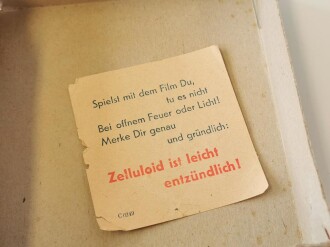 Spielst mit dem Film Du,
tu es nicht
Bei offnem Feuer oder Licht!
Merke Dir genau
und gründlich:
Zelluloid ist leicht
entzündlich!